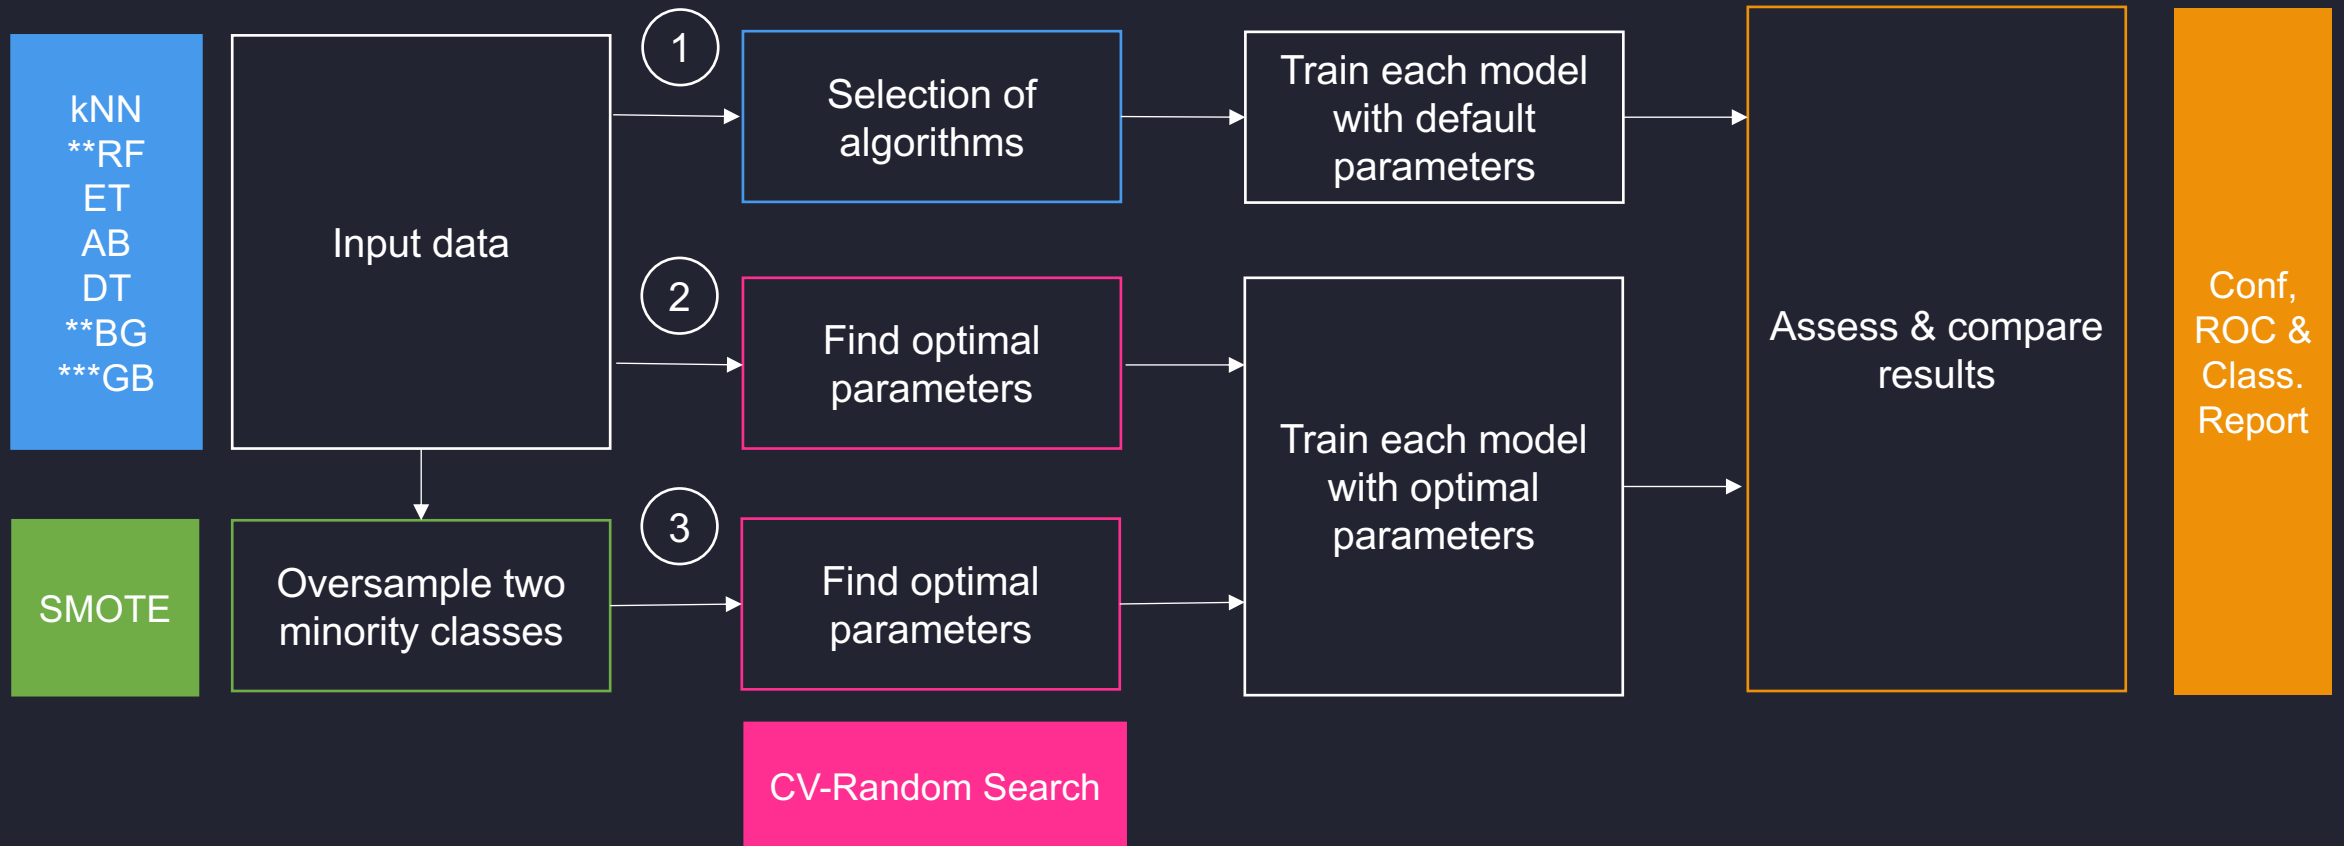 kNN
**RF
ET
AB
DT
**BG
***GB
Input data
1
Selection of
algorithms
Train each model
with default
parameters
2
Find optimal
parameters
Train each model
with optimal
parameters
Assess & compare
results
Conf,
ROC &
Class.
Report
SMOTE
Oversample two
minority classes
3
Find optimal
parameters
CV-Random Search